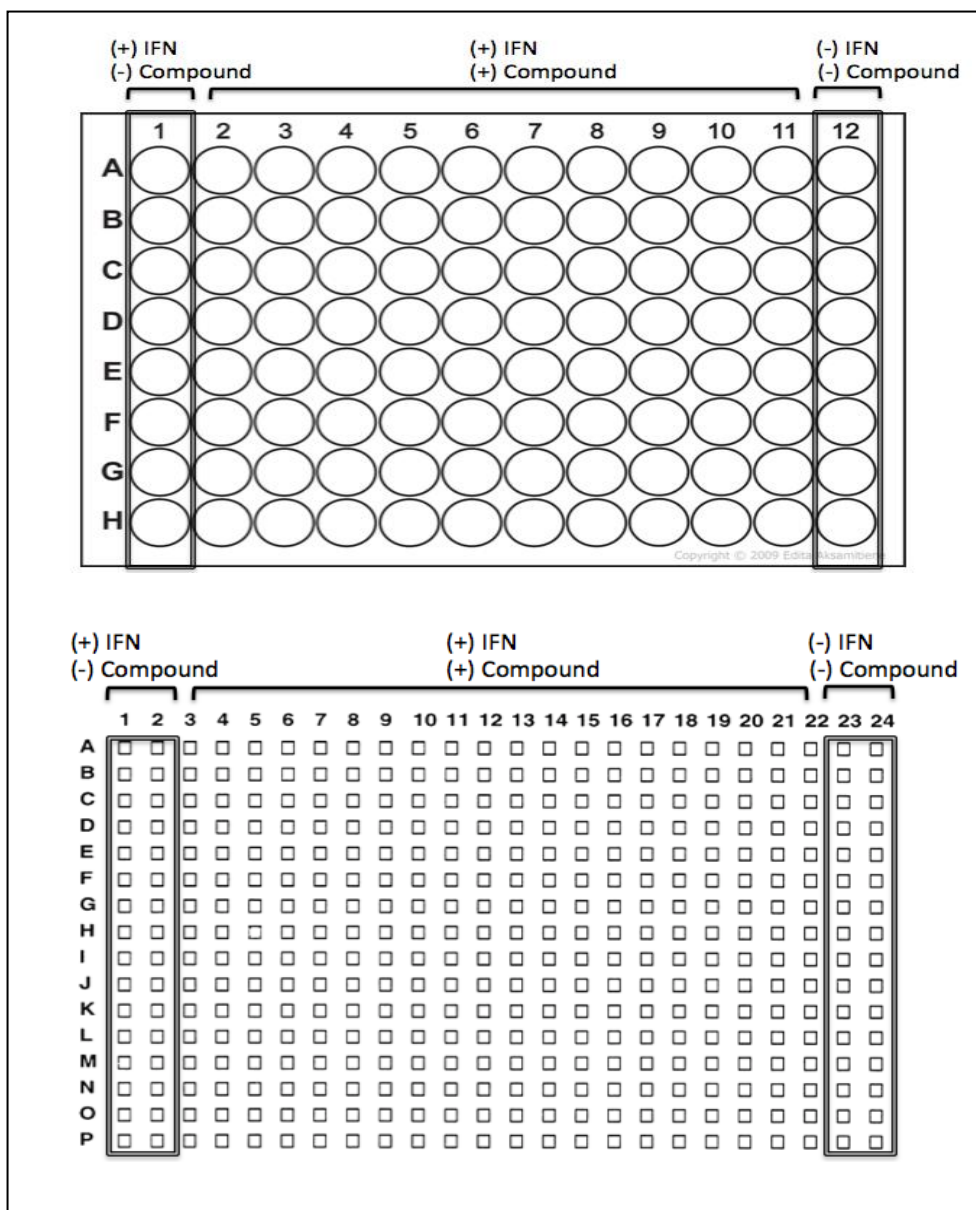 (+) IFN (+) IFN (-) IFN
(-) Compound (+) Compound (-) Compound
1 2 3 4 5 6 7 8 9 10 11 12
A
B
C
D
E
F
G
H
Copyright © 2009 Edita Aksamitiene
(+) IFN (+) IFN (-) IFN
(-) Compound (+) Compound (-) Compound
1 2 3 4 5 6 7 8 9 10 11 12 13 14 15 16 17 18 19 20 21 22 23 24
A
B
C
D
E
F
G
H
I
J
K
L
M
N
O
P